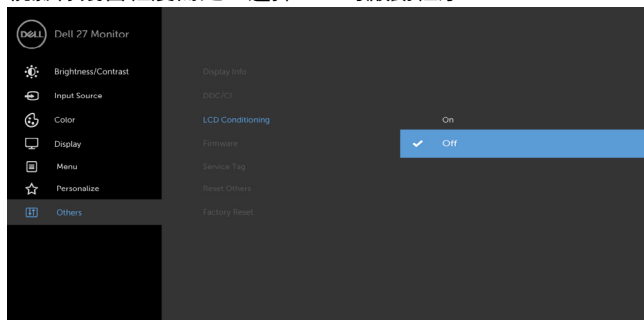 DELL
Dell 27 Monitor
Brightness/Contrast
Input Source
Color
Display
Menu
Personalize
Others
Display Info
DDC/CI
LCD Conditioning
Firmware
Service Tag
Reset Others
Factory Reset
On
Off